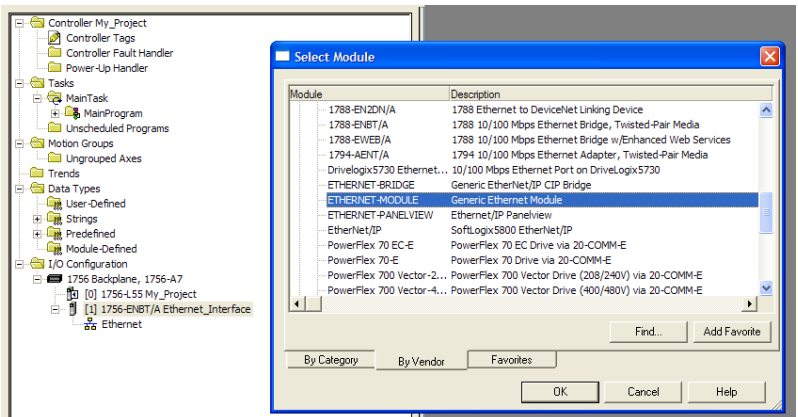 Controller My_Project
Controller Tags
Controller Fault Handler
Power-Up Handler
Tasks
MainTask
MainProgram
Unscheduled Programs
Motion Groups
Ungrouped Axes
Trends
Data Types
User-Defined
Strings
Predefined
Module-Defined
I/O Configuration
1756 Backplane, 1756-A7
[0] 1756-L55 My_Project
[1] 1756-ENBT/A Ethernet_Interface
Ethernet
Select Module
Module Description
1788-EN2DN/A 1788 Ethernet to DeviceNet Linking Device
1788-ENBT/A 1788 10/100 Mbps Ethernet Bridge, Twisted-Pair Media
1788-EWEB/A 1788 10/100 Mbps Ethernet Bridge w/Enhanced Web Services
1794-AENT/A 1794 10/100 Mbps Ethernet Adapter, Twisted-Pair Media
Drivelogix5730 Ethernet... 10/100 Mbps Ethernet Port on DriveLogix5730
ETHERNET-BRIDGE Generic EtherNet/IP CIP Bridge
ETHERNET-MODULE Generic Ethernet Module
ETHERNET-PANELVIEW Ethernet/IP Panelview
EtherNet/IP SoftLogix5800 EtherNet/IP
PowerFlex 70 EC-E PowerFlex 70 EC Drive via 20-COMM-E
PowerFlex 70-E PowerFlex 70 Drive via 20-COMM-E
PowerFlex 700 Vector-2... PowerFlex 700 Vector Drive (208/240V) via 20-COMM-E
PowerFlex 700 Vector-4... PowerFlex 700 Vector Drive (400/480V) via 20-COMM-E
Find... Add Favorite
By Category By Vendor Favorites
OK Cancel Help